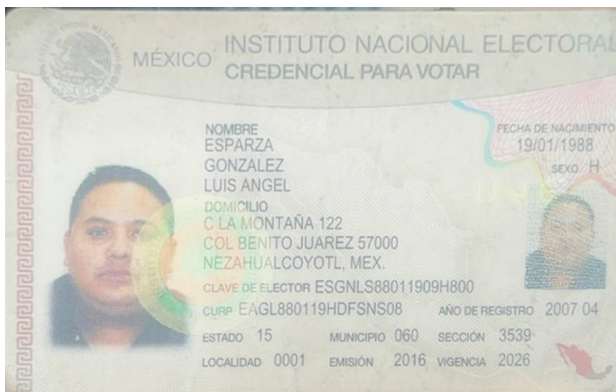 MÉXICO INSTITUTO NACIONAL ELECTORAL
CREDENCIAL PARA VOTAR
NOMBRE
ESPARZA
GONZALEZ
LUIS ANGEL
FECHA DE NACIMIENTO
19/01/1988
SEXO H
DOMICILIO
C LA MONTAÑA 122
COL BENITO JUAREZ 57000
NEZAHUALCOYOTL, MEX.
CLAVE DE ELECTOR ESGNLS88011909H800
CURP EAGL880119HDFSNS08 AÑO DE REGISTRO 2007 04
ESTADO 15 MUNICIPIO 060 SECCIÓN 3539
LOCALIDAD 0001 EMISIÓN 2016 VIGENCIA 2026